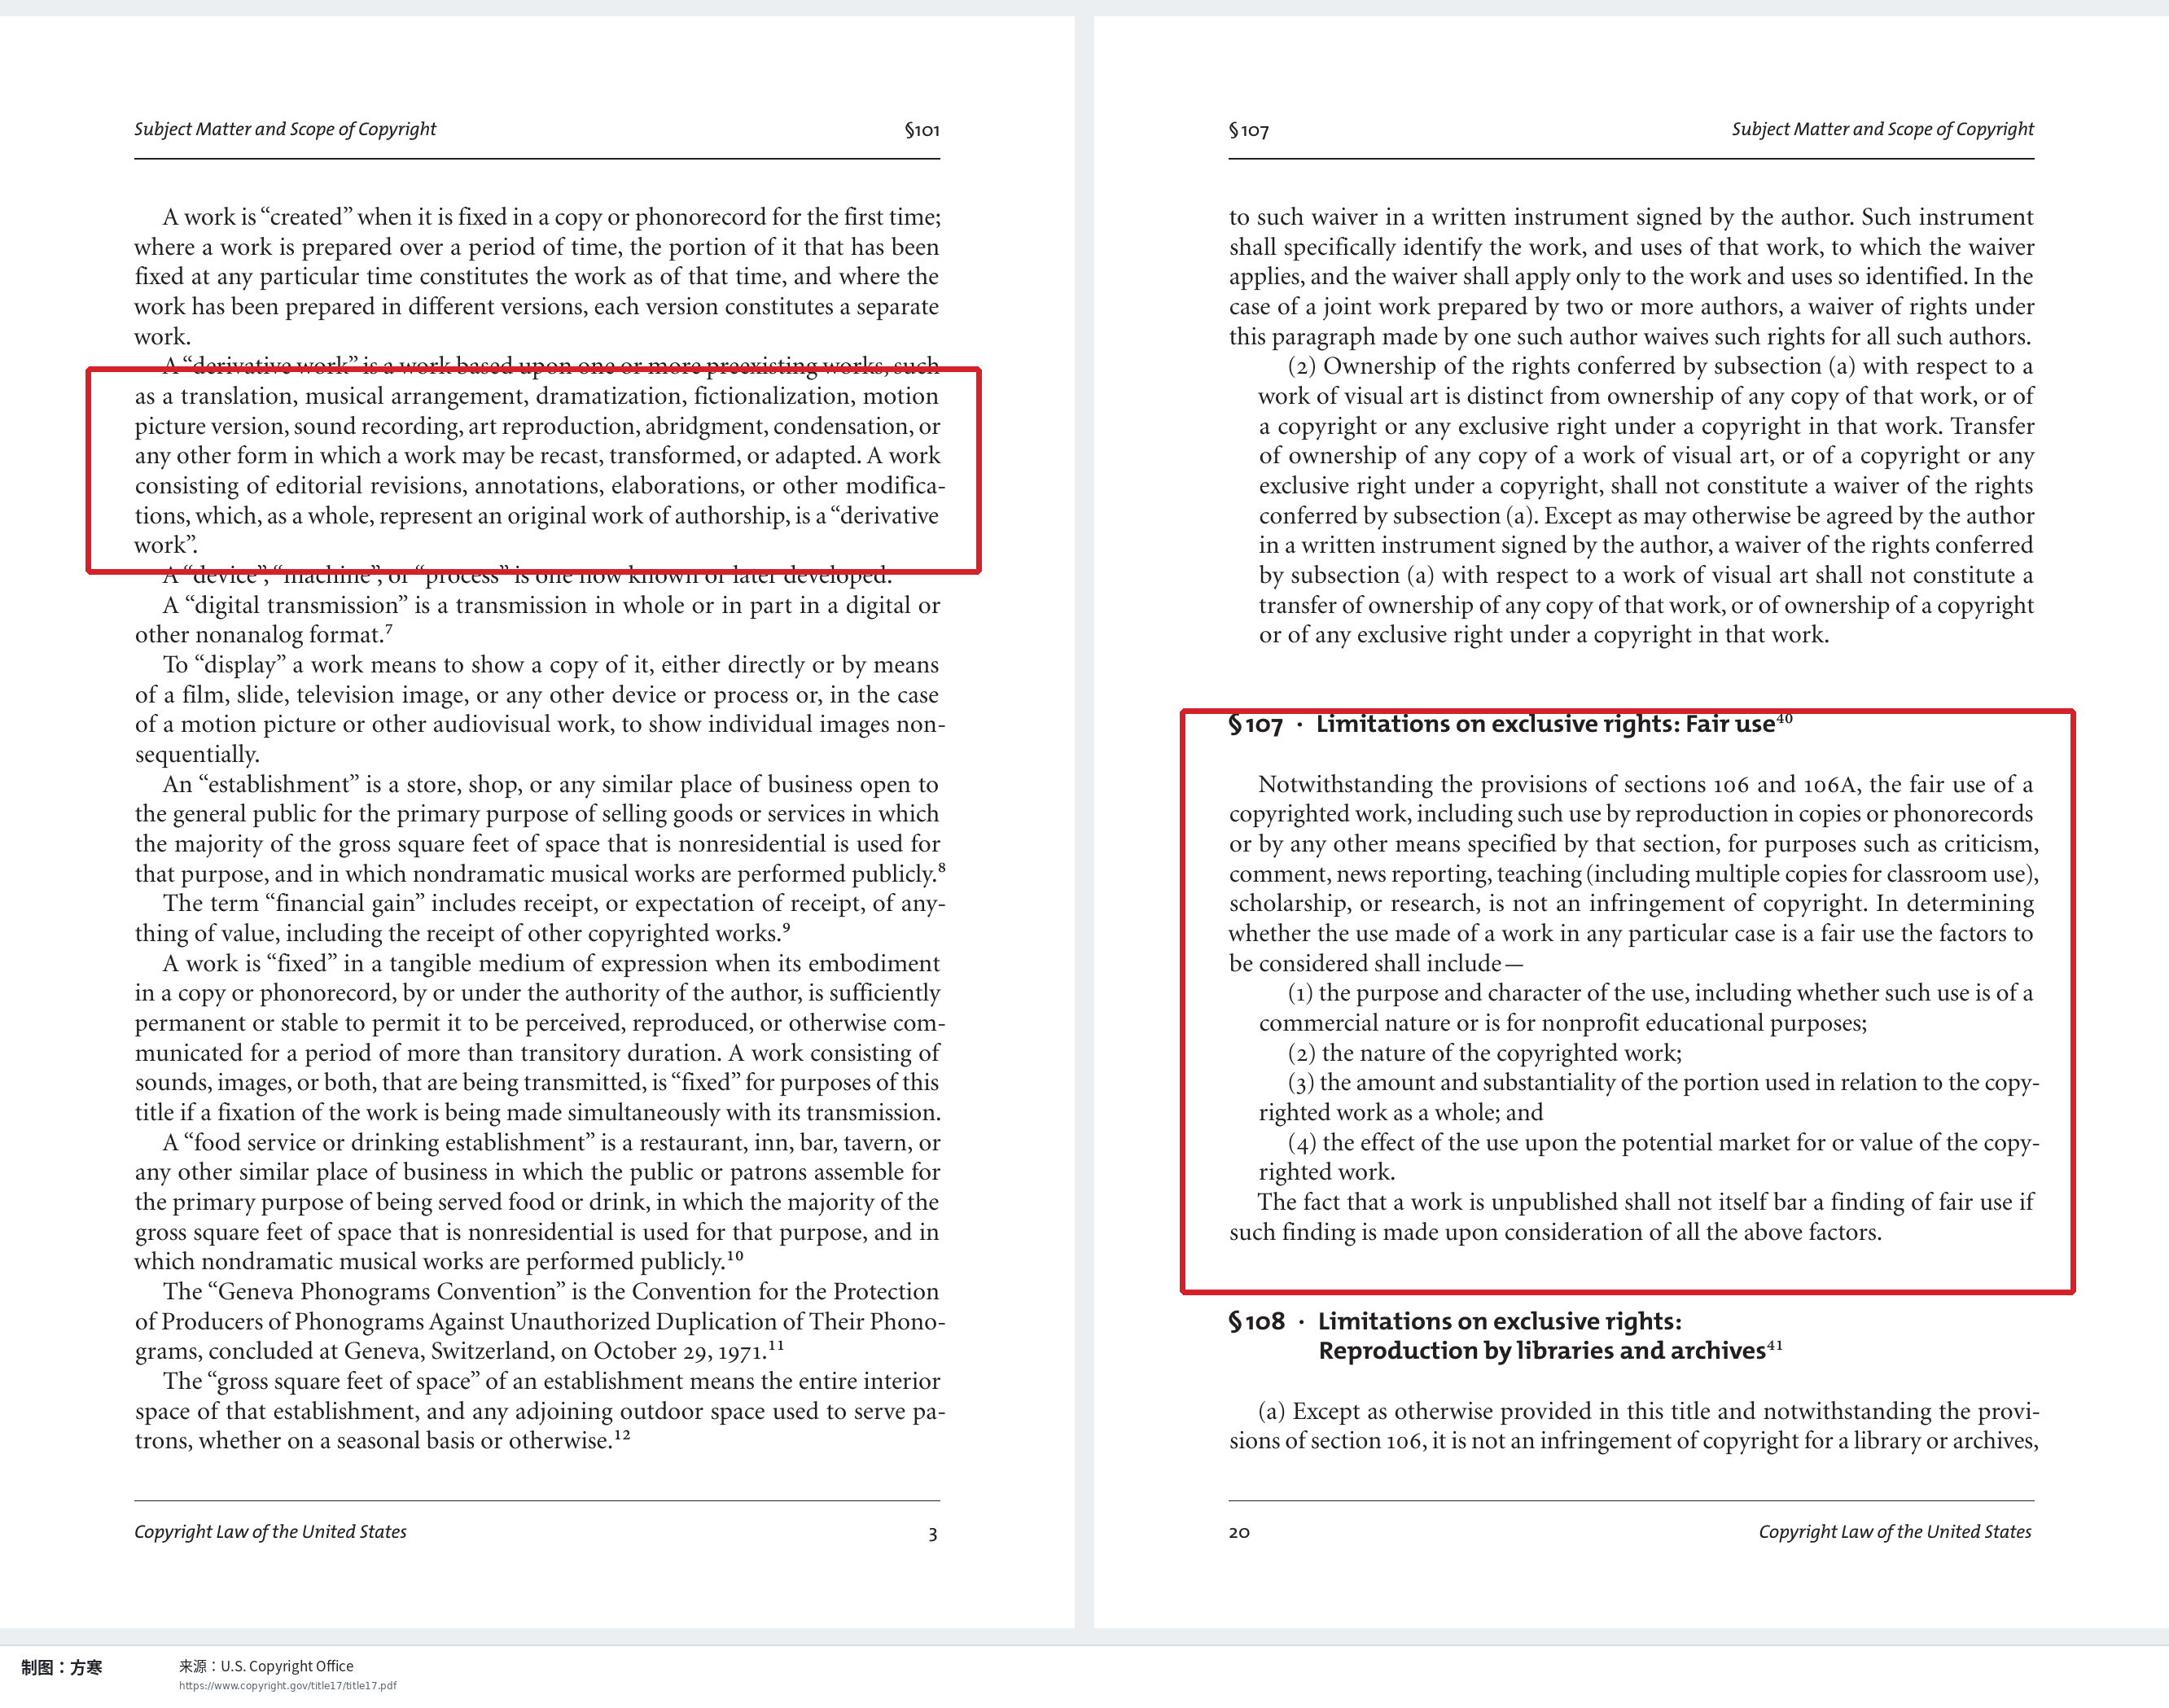 Subject Matter and Scope of Copyright §101
A work is “created” when it is fixed in a copy or phonorecord for the first time;
where a work is prepared over a period of time, the portion of it that has been
fixed at any particular time constitutes the work as of that time, and where the
work has been prepared in different versions, each version constitutes a separate
work.
A “derivative work” is a work based upon one or more preexisting works, such
as a translation, musical arrangement, dramatization, fictionalization, motion
picture version, sound recording, art reproduction, abridgment, condensation, or
any other form in which a work may be recast, transformed, or adapted. A work
consisting of editorial revisions, annotations, elaborations, or other modifica-
tions, which, as a whole, represent an original work of authorship, is a “derivative
work”.
A “device”, “machine”, or “process” is one now known or later developed.
A “digital transmission” is a transmission in whole or in part in a digital or
other nonanalog format.⁷
To “display” a work means to show a copy of it, either directly or by means
of a film, slide, television image, or any other device or process or, in the case
of a motion picture or other audiovisual work, to show individual images non-
sequentially.
An “establishment” is a store, shop, or any similar place of business open to
the general public for the primary purpose of selling goods or services in which
the majority of the gross square feet of space that is nonresidential is used for
that purpose, and in which nondramatic musical works are performed publicly.⁸
The term “financial gain” includes receipt, or expectation of receipt, of any-
thing of value, including the receipt of other copyrighted works.⁹
A work is “fixed” in a tangible medium of expression when its embodiment
in a copy or phonorecord, by or under the authority of the author, is sufficiently
permanent or stable to permit it to be perceived, reproduced, or otherwise com-
municated for a period of more than transitory duration. A work consisting of
sounds, images, or both, that are being transmitted, is “fixed” for purposes of this
title if a fixation of the work is being made simultaneously with its transmission.
A “food service or drinking establishment” is a restaurant, inn, bar, tavern, or
any other similar place of business in which the public or patrons assemble for
the primary purpose of being served food or drink, in which the majority of the
gross square feet of space that is nonresidential is used for that purpose, and in
which nondramatic musical works are performed publicly.¹⁰
The “Geneva Phonograms Convention” is the Convention for the Protection
of Producers of Phonograms Against Unauthorized Duplication of Their Phono-
grams, concluded at Geneva, Switzerland, on October 29, 1971.¹¹
The “gross square feet of space” of an establishment means the entire interior
space of that establishment, and any adjoining outdoor space used to serve pa-
trons, whether on a seasonal basis or otherwise.¹²
Copyright Law of the United States 3
§107 Subject Matter and Scope of Copyright
to such waiver in a written instrument signed by the author. Such instrument
shall specifically identify the work, and uses of that work, to which the waiver
applies, and the waiver shall apply only to the work and uses so identified. In the
case of a joint work prepared by two or more authors, a waiver of rights under
this paragraph made by one such author waives such rights for all such authors.
(2) Ownership of the rights conferred by subsection (a) with respect to a
work of visual art is distinct from ownership of any copy of that work, or of
a copyright or any exclusive right under a copyright in that work. Transfer
of ownership of any copy of a work of visual art, or of a copyright or any
exclusive right under a copyright, shall not constitute a waiver of the rights
conferred by subsection (a). Except as may otherwise be agreed by the author
in a written instrument signed by the author, a waiver of the rights conferred
by subsection (a) with respect to a work of visual art shall not constitute a
transfer of ownership of any copy of that work, or of ownership of a copyright
or of any exclusive right under a copyright in that work.
§107 · Limitations on exclusive rights: Fair use⁴⁰
Notwithstanding the provisions of sections 106 and 106A, the fair use of a
copyrighted work, including such use by reproduction in copies or phonorecords
or by any other means specified by that section, for purposes such as criticism,
comment, news reporting, teaching (including multiple copies for classroom use),
scholarship, or research, is not an infringement of copyright. In determining
whether the use made of a work in any particular case is a fair use the factors to
be considered shall include—
(1) the purpose and character of the use, including whether such use is of a
commercial nature or is for nonprofit educational purposes;
(2) the nature of the copyrighted work;
(3) the amount and substantiality of the portion used in relation to the copy-
righted work as a whole; and
(4) the effect of the use upon the potential market for or value of the copy-
righted work.
The fact that a work is unpublished shall not itself bar a finding of fair use if
such finding is made upon consideration of all the above factors.
§108 · Limitations on exclusive rights:
Reproduction by libraries and archives⁴¹
(a) Except as otherwise provided in this title and notwithstanding the provi-
sions of section 106, it is not an infringement of copyright for a library or archives,
20 Copyright Law of the United States
制图：方寒
来源：U.S. Copyright Office
https://www.copyright.gov/title17/title17.pdf